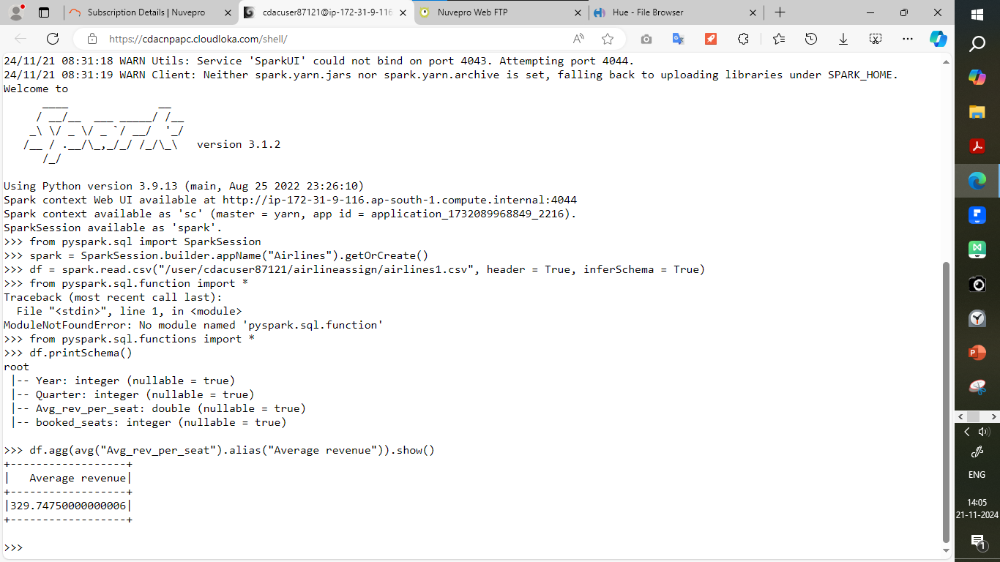 Subscription Details | Nuvepro
cdacuser87121@ip-172-31-9-116
Nuvepro Web FTP
Hue - File Browser
https://cdacnpapc.cloudloka.com/shell/
24/11/21 08:31:18 WARN Utils: Service 'SparkUI' could not bind on port 4043. Attempting port 4044.
24/11/21 08:31:19 WARN Client: Neither spark.yarn.jars nor spark.yarn.archive is set, falling back to uploading libraries under SPARK_HOME.
Welcome to
      ____              __
     / __/__  ___ _____/ /__
    _\ \/ _ \/ _ `/ __/  '_/
   /__ / .__/\_,_/_/ /_/\_\   version 3.1.2
      /_/
Using Python version 3.9.13 (main, Aug 25 2022 23:26:10)
Spark context Web UI available at http://ip-172-31-9-116.ap-south-1.compute.internal:4044
Spark context available as 'sc' (master = yarn, app id = application_1732089968849_2216).
SparkSession available as 'spark'.
>>> from pyspark.sql import SparkSession
>>> spark = SparkSession.builder.appName("Airlines").getOrCreate()
>>> df = spark.read.csv("/user/cdacuser87121/airlineassign/airlines1.csv", header = True, inferSchema = True)
>>> from pyspark.sql.function import *
Traceback (most recent call last):
  File "<stdin>", line 1, in <module>
ModuleNotFoundError: No module named 'pyspark.sql.function'
>>> from pyspark.sql.functions import *
>>> df.printSchema()
root
 |-- Year: integer (nullable = true)
 |-- Quarter: integer (nullable = true)
 |-- Avg_rev_per_seat: double (nullable = true)
 |-- booked_seats: integer (nullable = true)
>>> df.agg(avg("Avg_rev_per_seat").alias("Average revenue")).show()
+------------------+
|   Average revenue|
+------------------+
|329.74750000000006|
+------------------+
>>>
ENG
14:05
21-11-2024
1